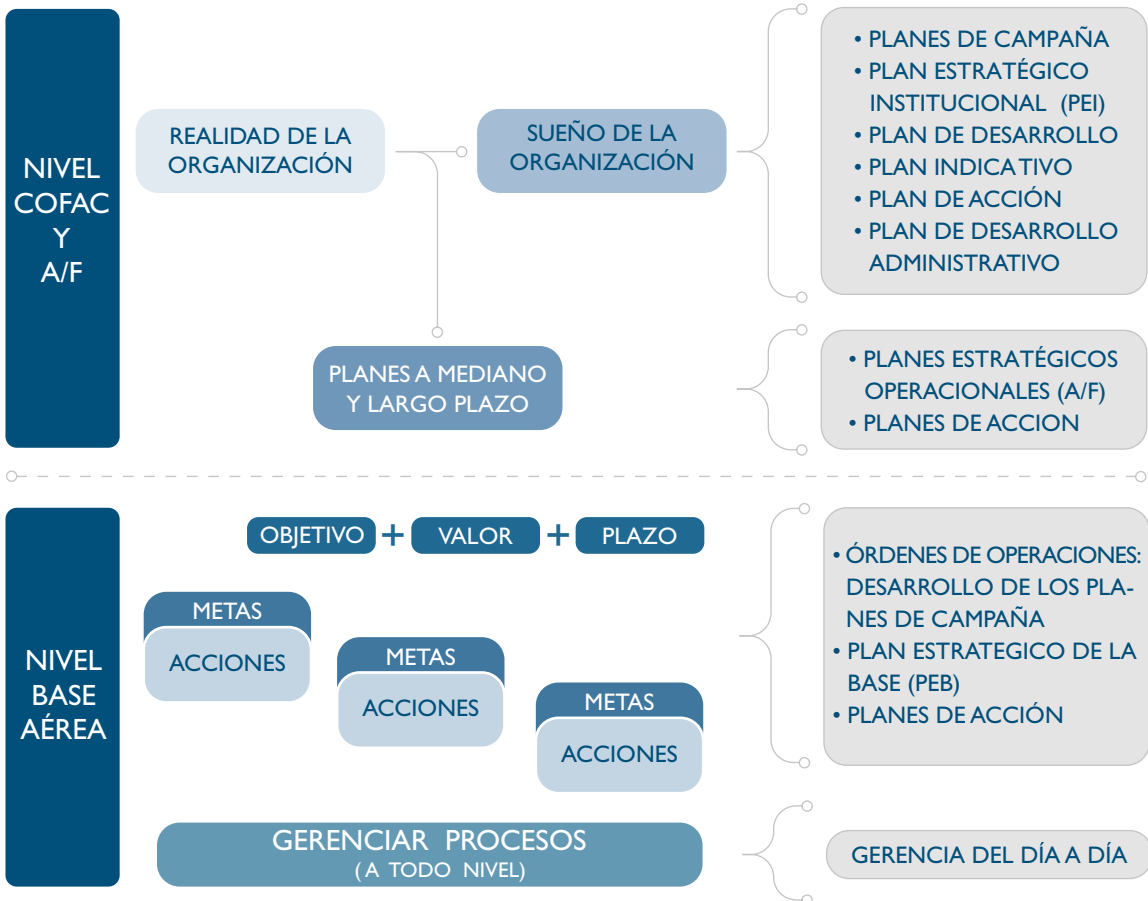 NIVEL
COFAC
Y
A/F
REALIDAD DE LA
ORGANIZACIÓN
SUEÑO DE LA
ORGANIZACIÓN
• PLANES DE CAMPAÑA
• PLAN ESTRATÉGICO
INSTITUCIONAL (PEI)
• PLAN DE DESARROLLO
• PLAN INDICATIVO
• PLAN DE ACCIÓN
• PLAN DE DESARROLLO
ADMINISTRATIVO
PLANES A MEDIANO
Y LARGO PLAZO
• PLANES ESTRATÉGICOS
OPERACIONALES (A/F)
• PLANES DE ACCION
NIVEL
BASE
AÉREA
OBJETIVO + VALOR + PLAZO
METAS
ACCIONES
METAS
ACCIONES
METAS
ACCIONES
• ÓRDENES DE OPERACIONES:
DESARROLLO DE LOS PLA-
NES DE CAMPAÑA
• PLAN ESTRATEGICO DE LA
BASE (PEB)
• PLANES DE ACCIÓN
GERENCIAR PROCESOS
( A TODO NIVEL)
GERENCIA DEL DÍA A DÍA